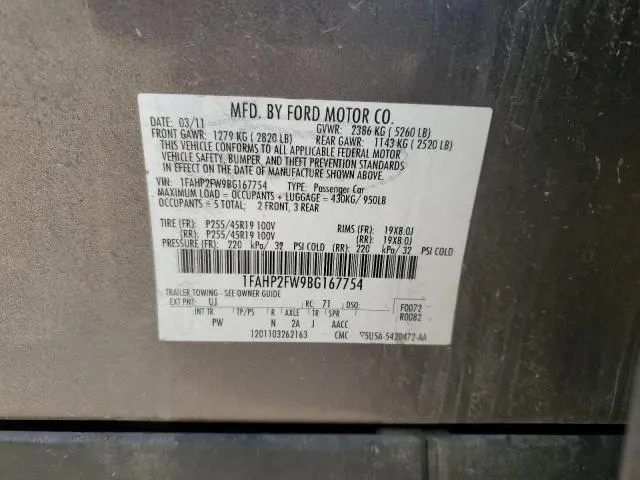 MFD. BY FORD MOTOR CO.
DATE: 03/11 GVWR: 2386 KG ( 5260 LB)
FRONT GAWR: 1279 KG ( 2820 LB) REAR GAWR: 1143 KG ( 2520 LB)
THIS VEHICLE CONFORMS TO ALL APPLICABLE FEDERAL MOTOR
VEHICLE SAFETY, BUMPER, AND THEFT PREVENTION STANDARDS
IN EFFECT ON THE DATE OF MANUFACTURE SHOWN ABOVE.
VIN: 1FAHP2FW9BG167754 TYPE: Passenger Car
MAXIMUM LOAD = OCCUPANTS + LUGGAGE = 430KG/ 950LB
OCCUPANTS = 5 TOTAL; 2 FRONT, 3 REAR
TIRE (FR): P255/45R19 100V RIMS (FR): 19X8.0J
(RR): P255/45R19 100V (RR): 19X8.0J
PRESSURE (FR): 220 kPa/ 32 PSI COLD (RR): 220 kPa/ 32 PSI COLD
1FAHP2FW9BG167754
TRAILER TOWING - SEE OWNER GUIDE
EXT PNT: UJ RC: 71 DSO: F0072
R0082
INT TR TP/PS R AXLE TR SPR
PW N 2A J AACC
1201103262163 CMC 5U5A-5420472-AA